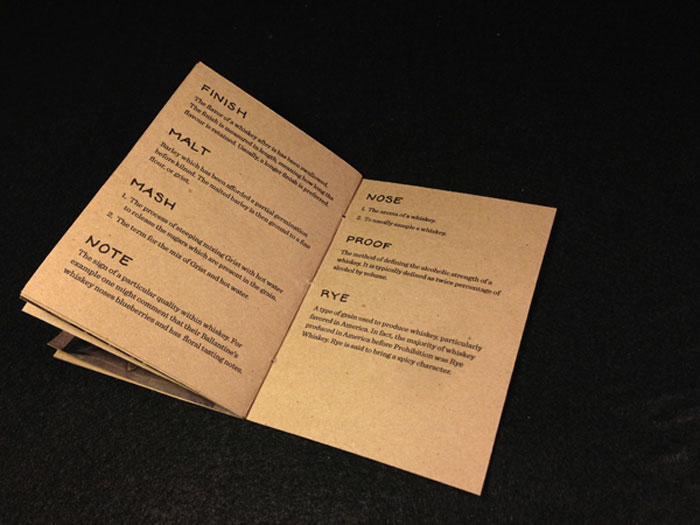 FINISH
The flavor of a whiskey after is has been swallowed.
The finish is measured in length, meaning how long the
flavour is retained. Usually, a longer finish is preferred.
MALT
Barley which has been afforded a partial germination
before kilned. The malted barley is then ground to a fine
flour, or grist.
MASH
1. The process of steeping mixing Grist with hot water
to release the sugars which are present in the grain.
2. The term for the mix of Grist and hot water.
NOTE
The sign of a particular quality within whiskey. For
example one might comment that their Ballantine's
whiskey noses blueberries and has floral tasting notes.
NOSE
1. The aroma of a whiskey.
2. To usually sample a whiskey.
PROOF
The method of defining the alcoholic strength of a
whiskey. It is typically defined as twice percentage of
alcohol by volume.
RYE
A type of grain used to produce whiskey, particularly
favored in America. In fact, the majority of whiskey
produced in America before Prohibition was Rye
Whiskey. Rye is said to bring a spicy character.